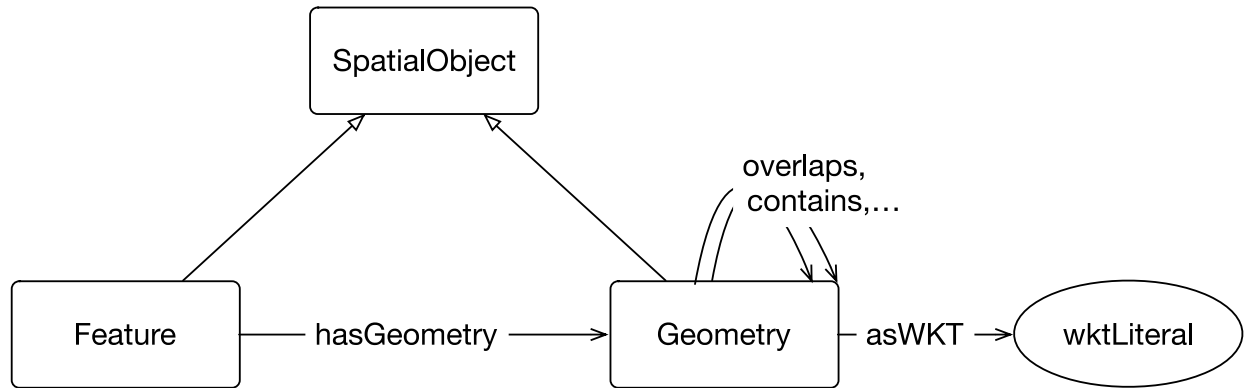 SpatialObject
overlaps,
contains,...
Feature
hasGeometry
Geometry
asWKT
wktLiteral